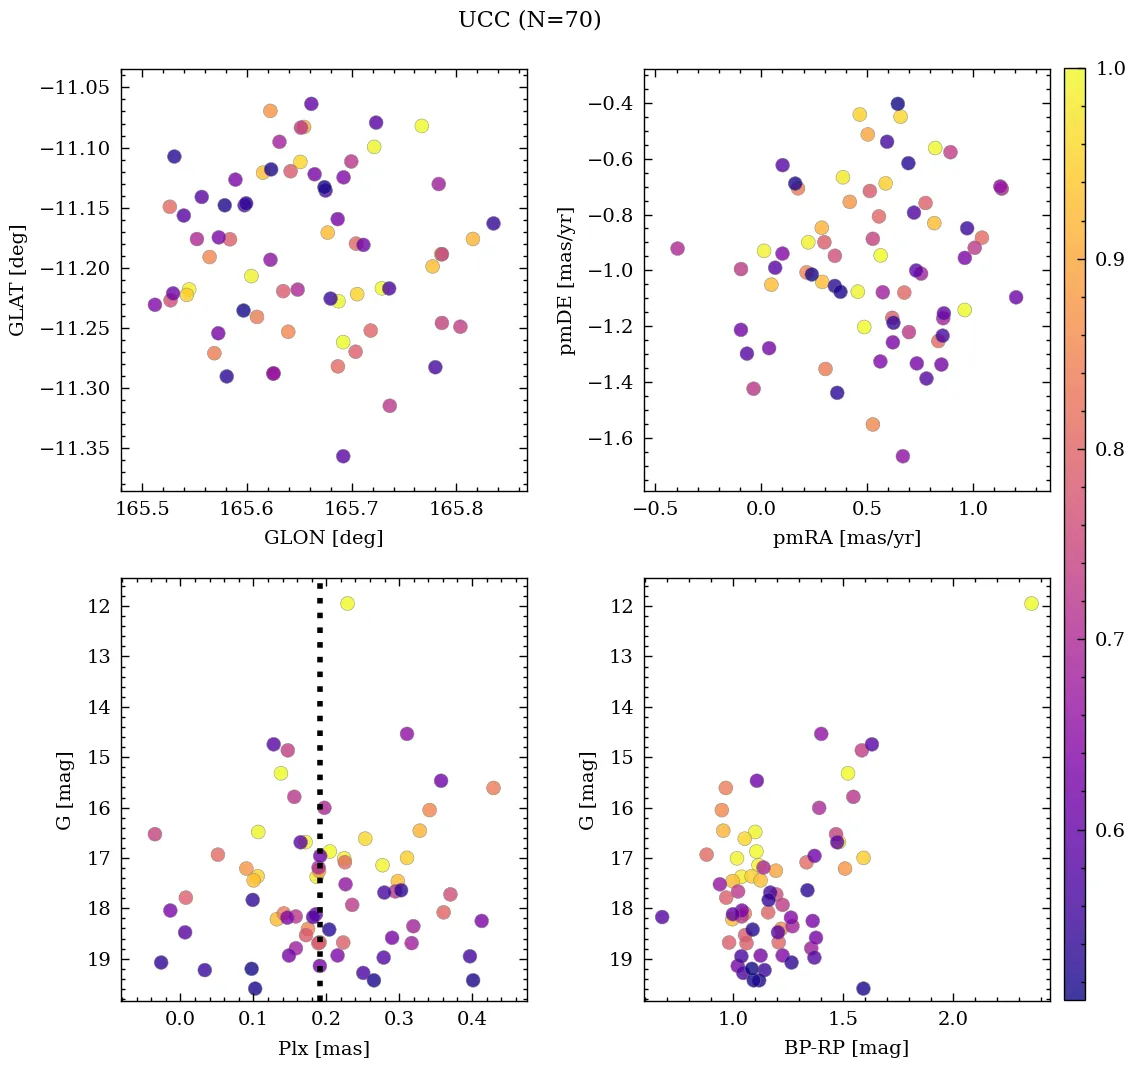 UCC (N=70)
−11.05
−11.10
−11.15
−11.20
−11.25
−11.30
−11.35
GLAT [deg]
165.5 165.6 165.7 165.8
GLON [deg]
−0.4
−0.6
−0.8
−1.0
−1.2
−1.4
−1.6
pmDE [mas/yr]
−0.5 0.0 0.5 1.0
pmRA [mas/yr]
12
13
14
15
16
17
18
19
G [mag]
0.0 0.1 0.2 0.3 0.4
Plx [mas]
12
13
14
15
16
17
18
19
G [mag]
1.0 1.5 2.0
BP-RP [mag]
1.0
0.9
0.8
0.7
0.6